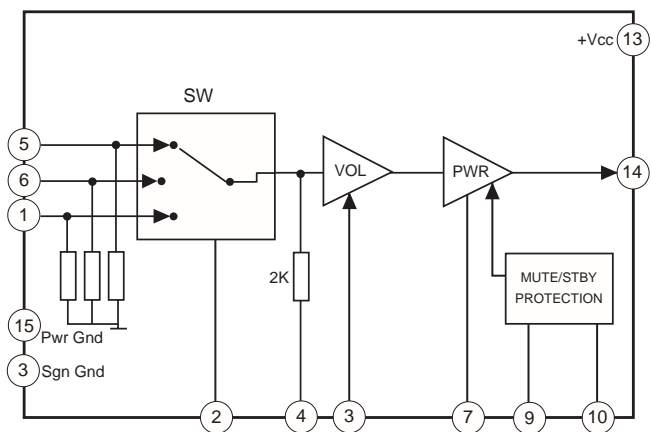 +Vcc 13
SW
5
6
1
VOL
PWR
14
2K
MUTE/STBY
PROTECTION
15 Pwr Gnd
3 Sgn Gnd
2
4
3
7
9
10